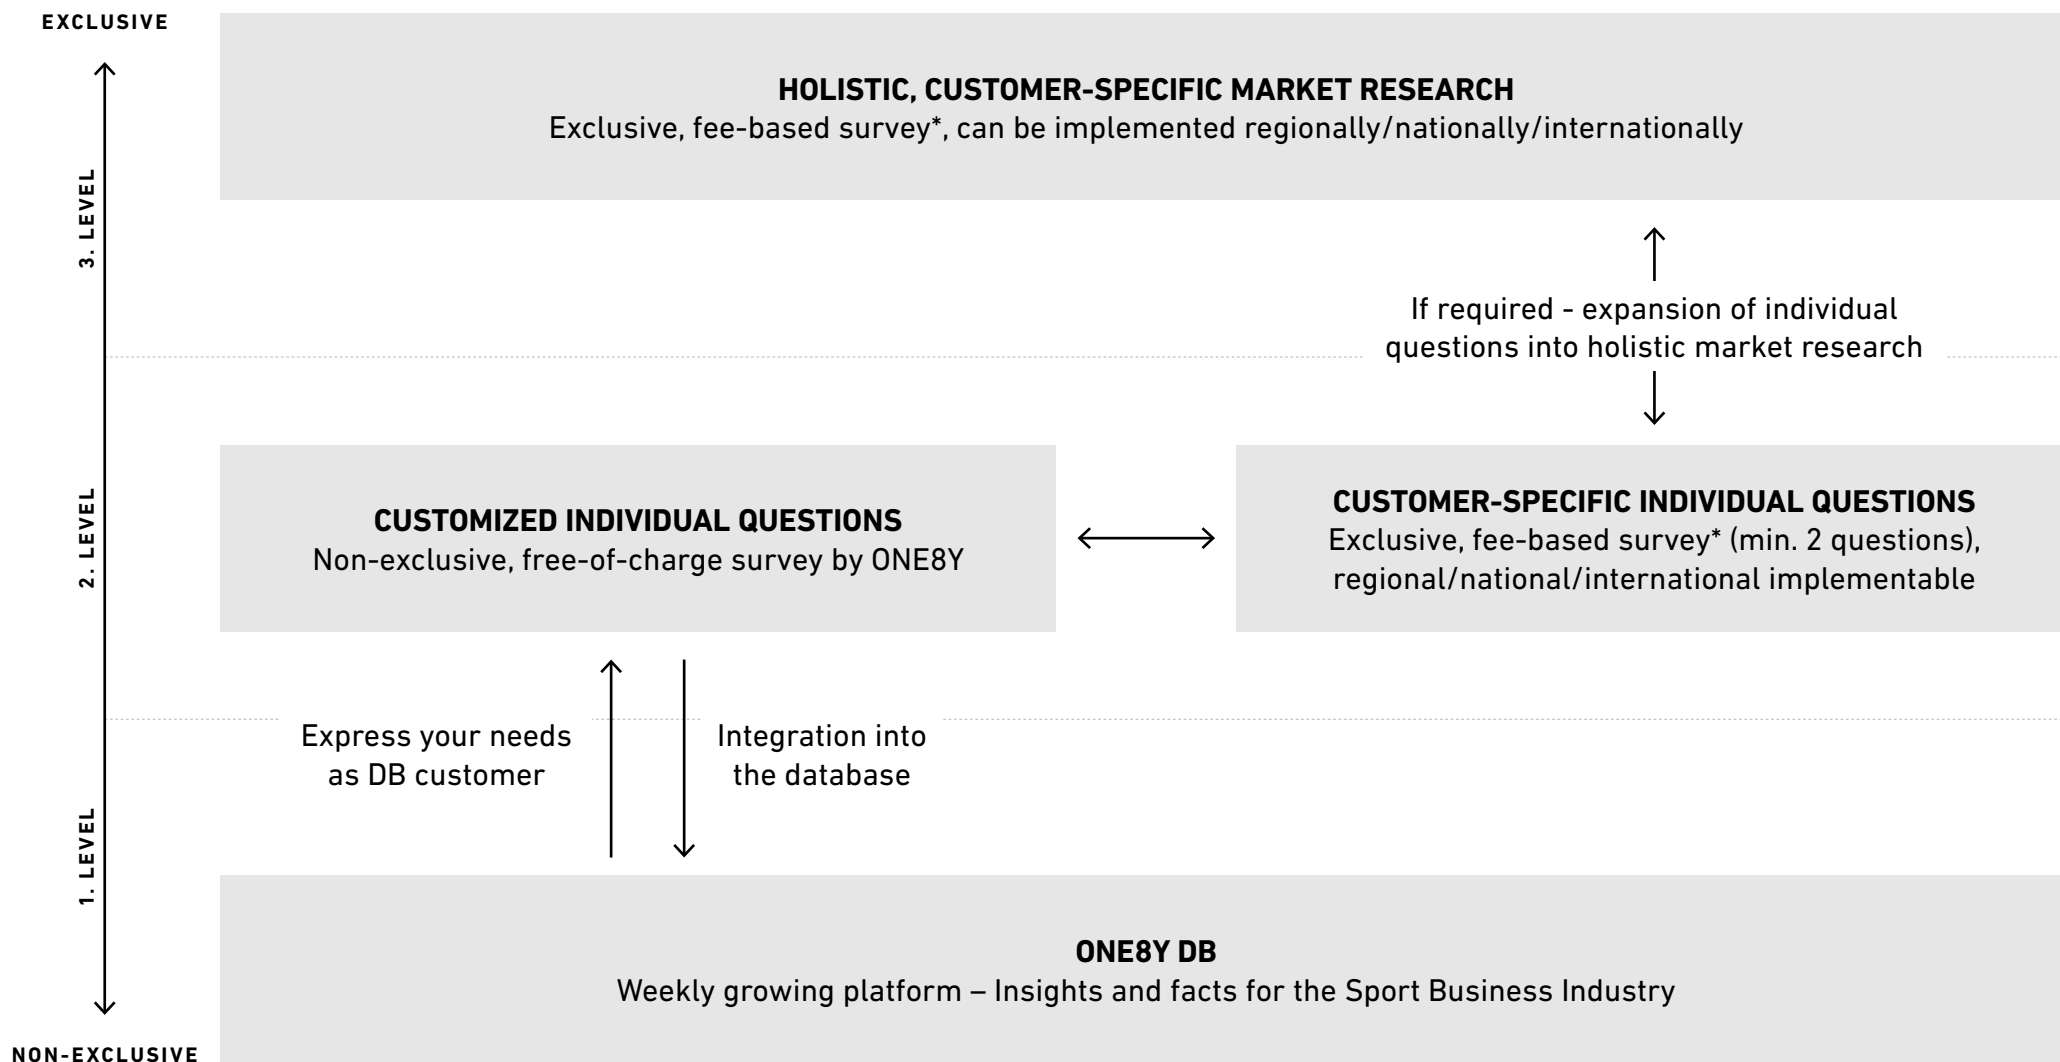 EXCLUSIVE
HOLISTIC, CUSTOMER-SPECIFIC MARKET RESEARCH
Exclusive, fee-based survey*, can be implemented regionally/nationally/internationally
3. LEVEL
If required - expansion of individual
questions into holistic market research
2. LEVEL
CUSTOMIZED INDIVIDUAL QUESTIONS
Non-exclusive, free-of-charge survey by ONE8Y
CUSTOMER-SPECIFIC INDIVIDUAL QUESTIONS
Exclusive, fee-based survey* (min. 2 questions),
regional/national/international implementable
Express your needs
as DB customer
Integration into
the database
1. LEVEL
ONE8Y DB
Weekly growing platform – Insights and facts for the Sport Business Industry
NON-EXCLUSIVE